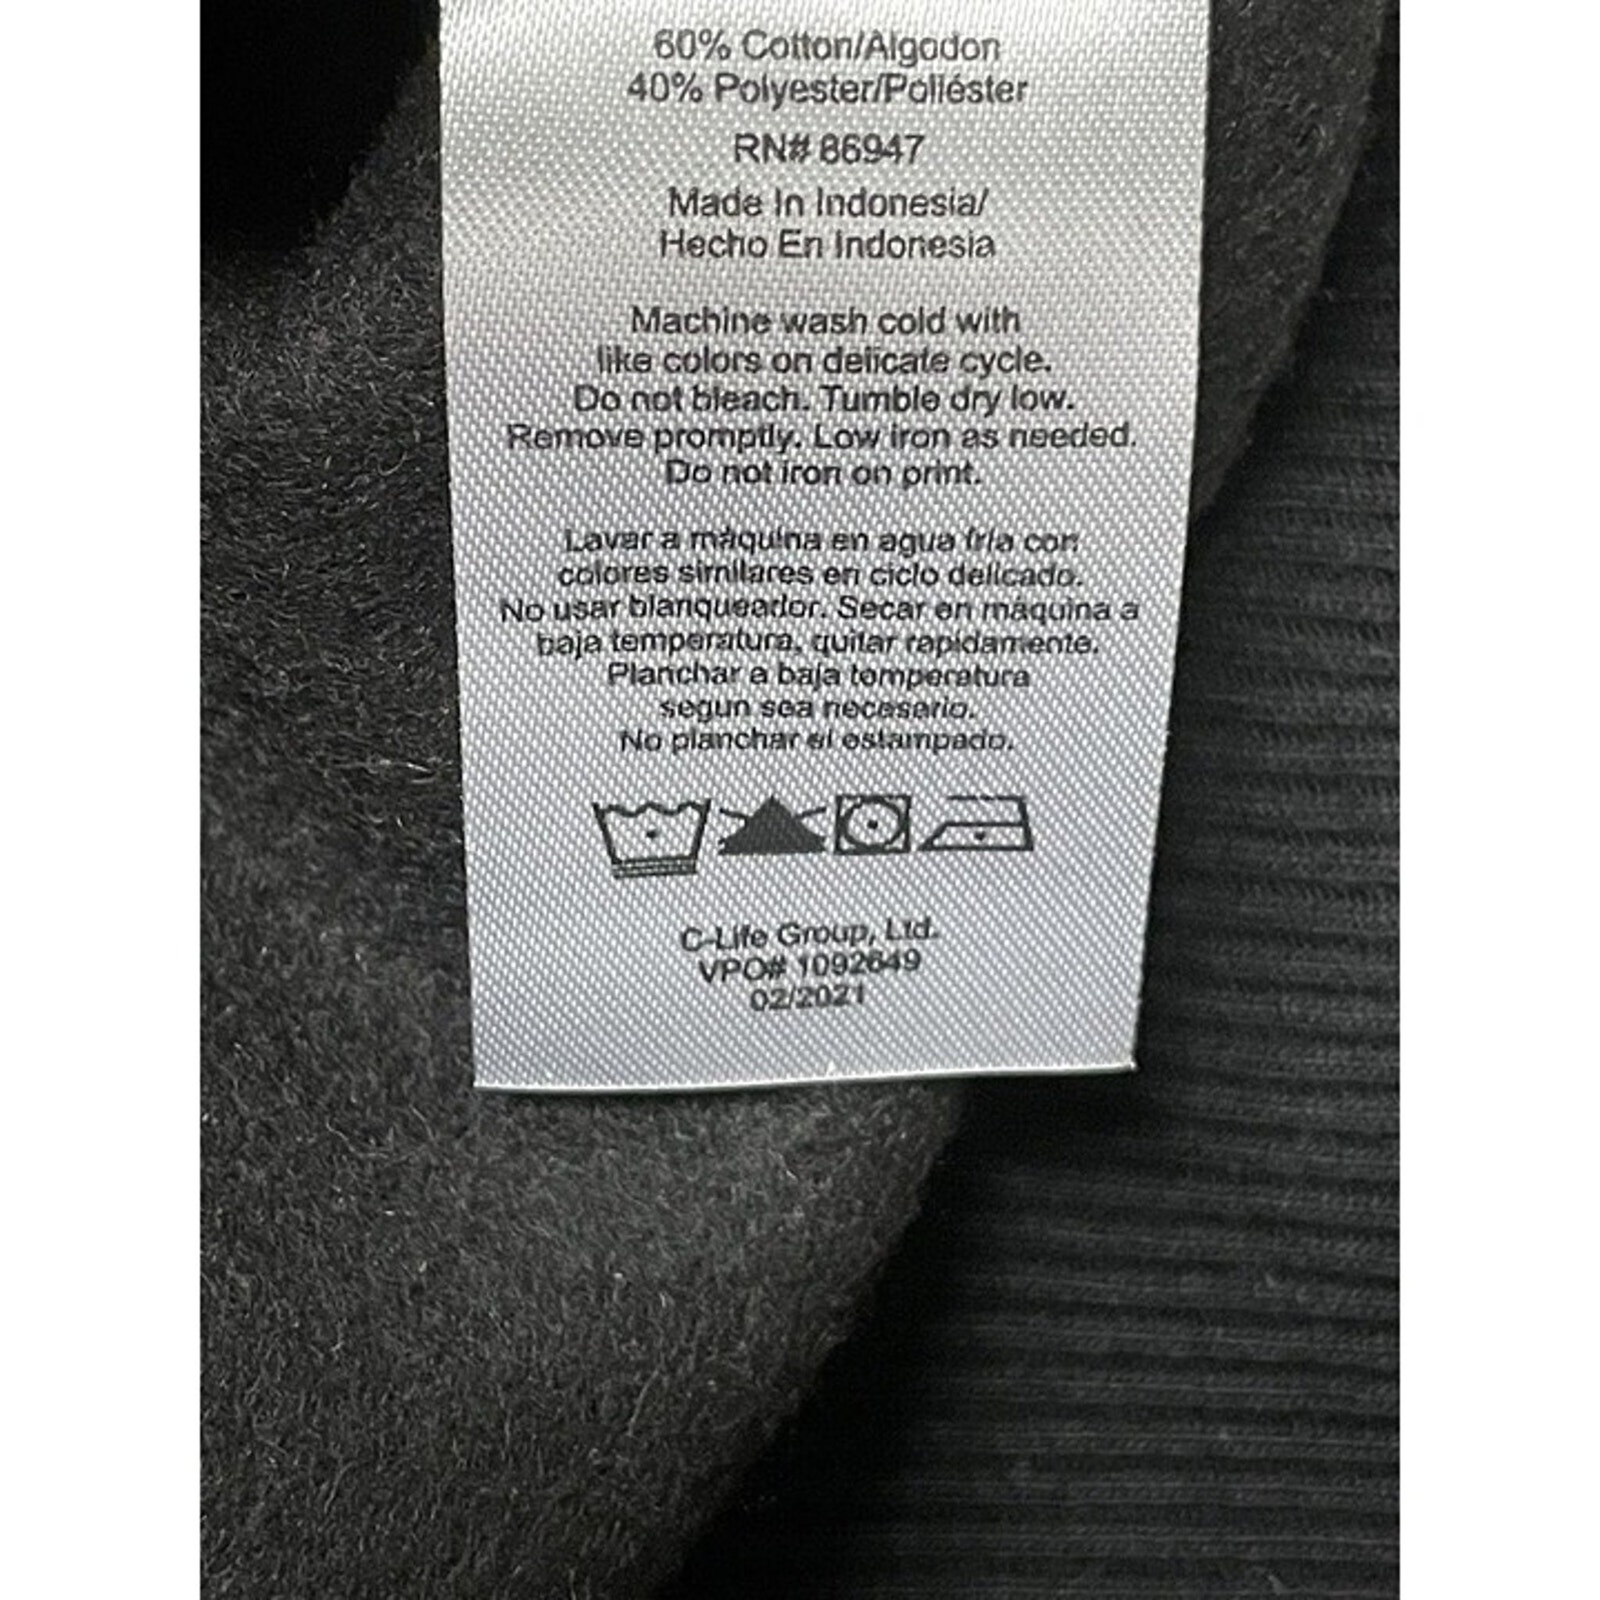 60% Cotton/Algodon
40% Polyester/Poliéster
RN# 86947
Made In Indonesia/
Hecho En Indonesia
Machine wash cold with
like colors on delicate cycle.
Do not bleach. Tumble dry low.
Remove promptly. Low iron as needed.
Do not iron on print.
Lavar a máquina en agua fría con
colores similares en ciclo delicado.
No usar blanqueador. Secar en máquina a
baja temperatura, quitar rapidamente.
Planchar a baja temperatura
segun sea necesario.
No planchar el estampado.
C-Life Group, Ltd.
VPO# 1092649
02/2021